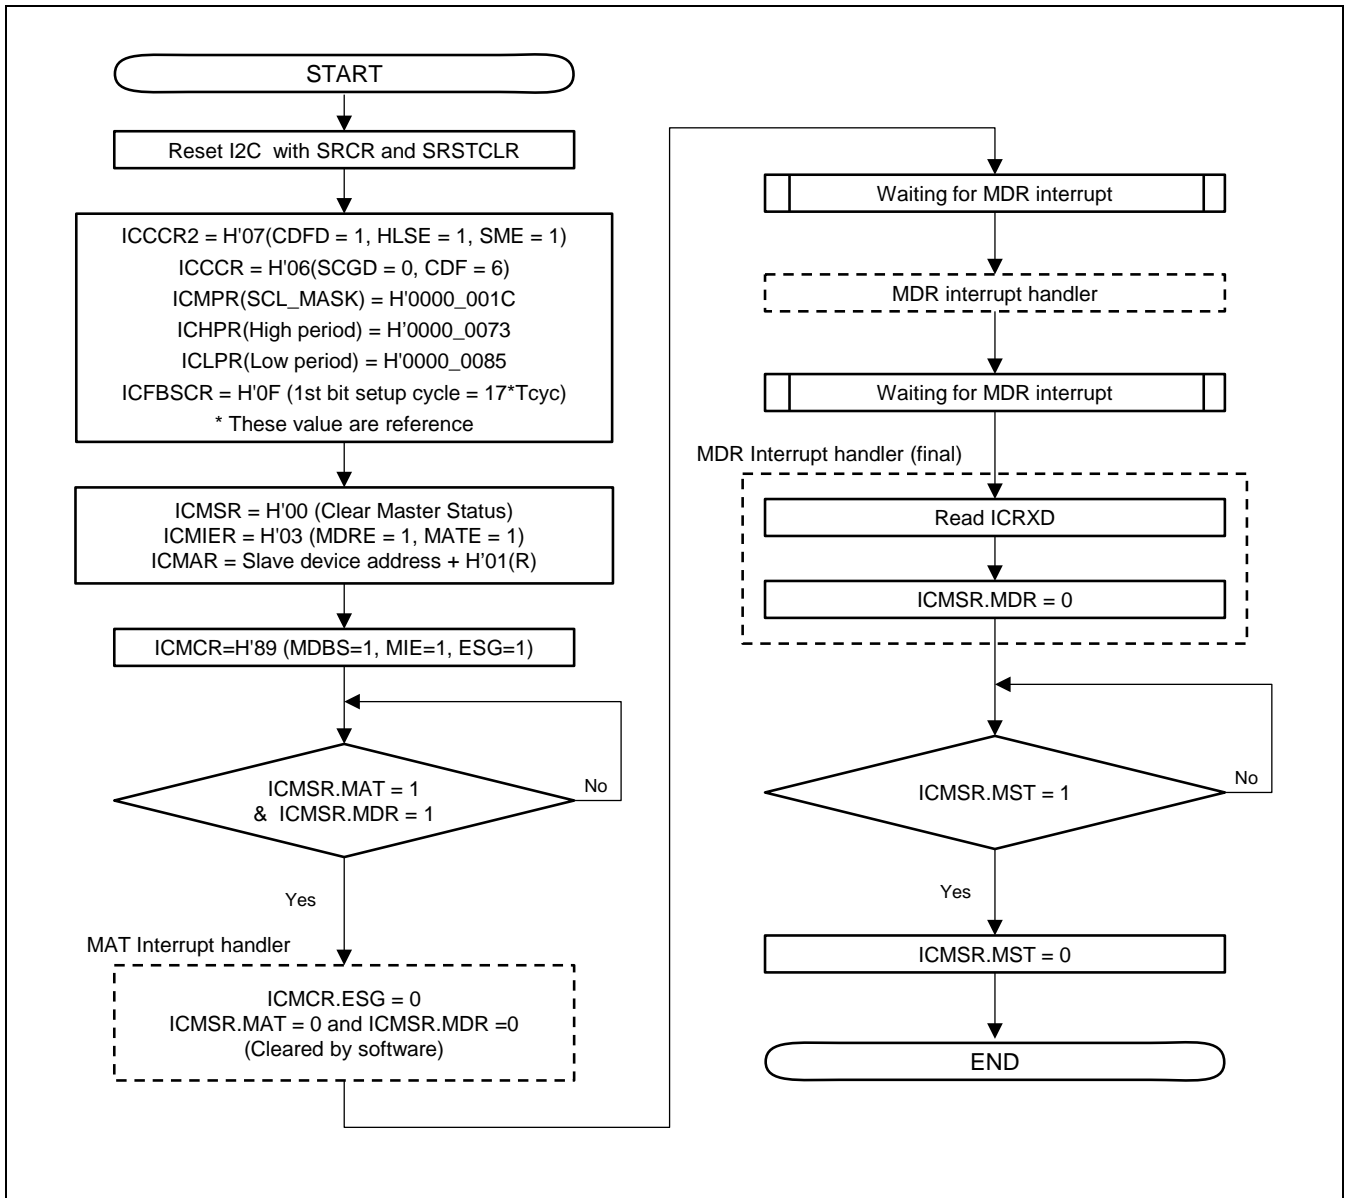 START
Reset I2C  with SRCR and SRSTCLR
ICCCR2 = H'07(CDFD = 1, HLSE = 1, SME = 1)
ICCCR = H'06(SCGD = 0, CDF = 6)
ICMPR(SCL_MASK) = H'0000_001C
ICHPR(High period) = H'0000_0073
ICLPR(Low period) = H'0000_0085
ICFBSCR = H'0F (1st bit setup cycle = 17*Tcyc)
* These value are reference
ICMSR = H'00 (Clear Master Status)
ICMIER = H'03 (MDRE = 1, MATE = 1)
ICMAR = Slave device address + H'01(R)
ICMCR=H'89 (MDBS=1, MIE=1, ESG=1)
ICMSR.MAT = 1
&  ICMSR.MDR = 1
No
Yes
MAT Interrupt handler
ICMCR.ESG = 0
ICMSR.MAT = 0 and ICMSR.MDR =0
(Cleared by software)
Waiting for MDR interrupt
MDR interrupt handler
Waiting for MDR interrupt
MDR Interrupt handler (final)
Read ICRXD
ICMSR.MDR = 0
ICMSR.MST = 1
No
Yes
ICMSR.MST = 0
END